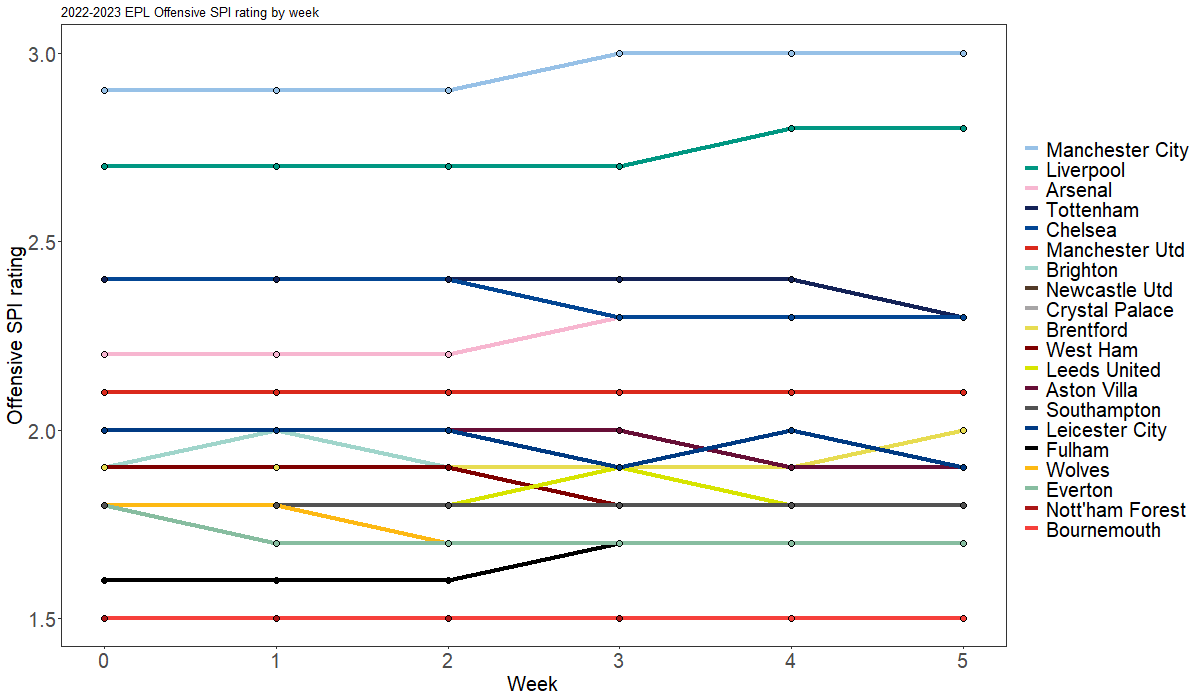 2022-2023 EPL Offensive SPI rating by week
Offensive SPI rating
3.0
2.5
2.0
1.5
0 1 2 3 4 5
Week
Manchester City
Liverpool
Arsenal
Tottenham
Chelsea
Manchester Utd
Brighton
Newcastle Utd
Crystal Palace
Brentford
West Ham
Leeds United
Aston Villa
Southampton
Leicester City
Fulham
Wolves
Everton
Nott'ham Forest
Bournemouth